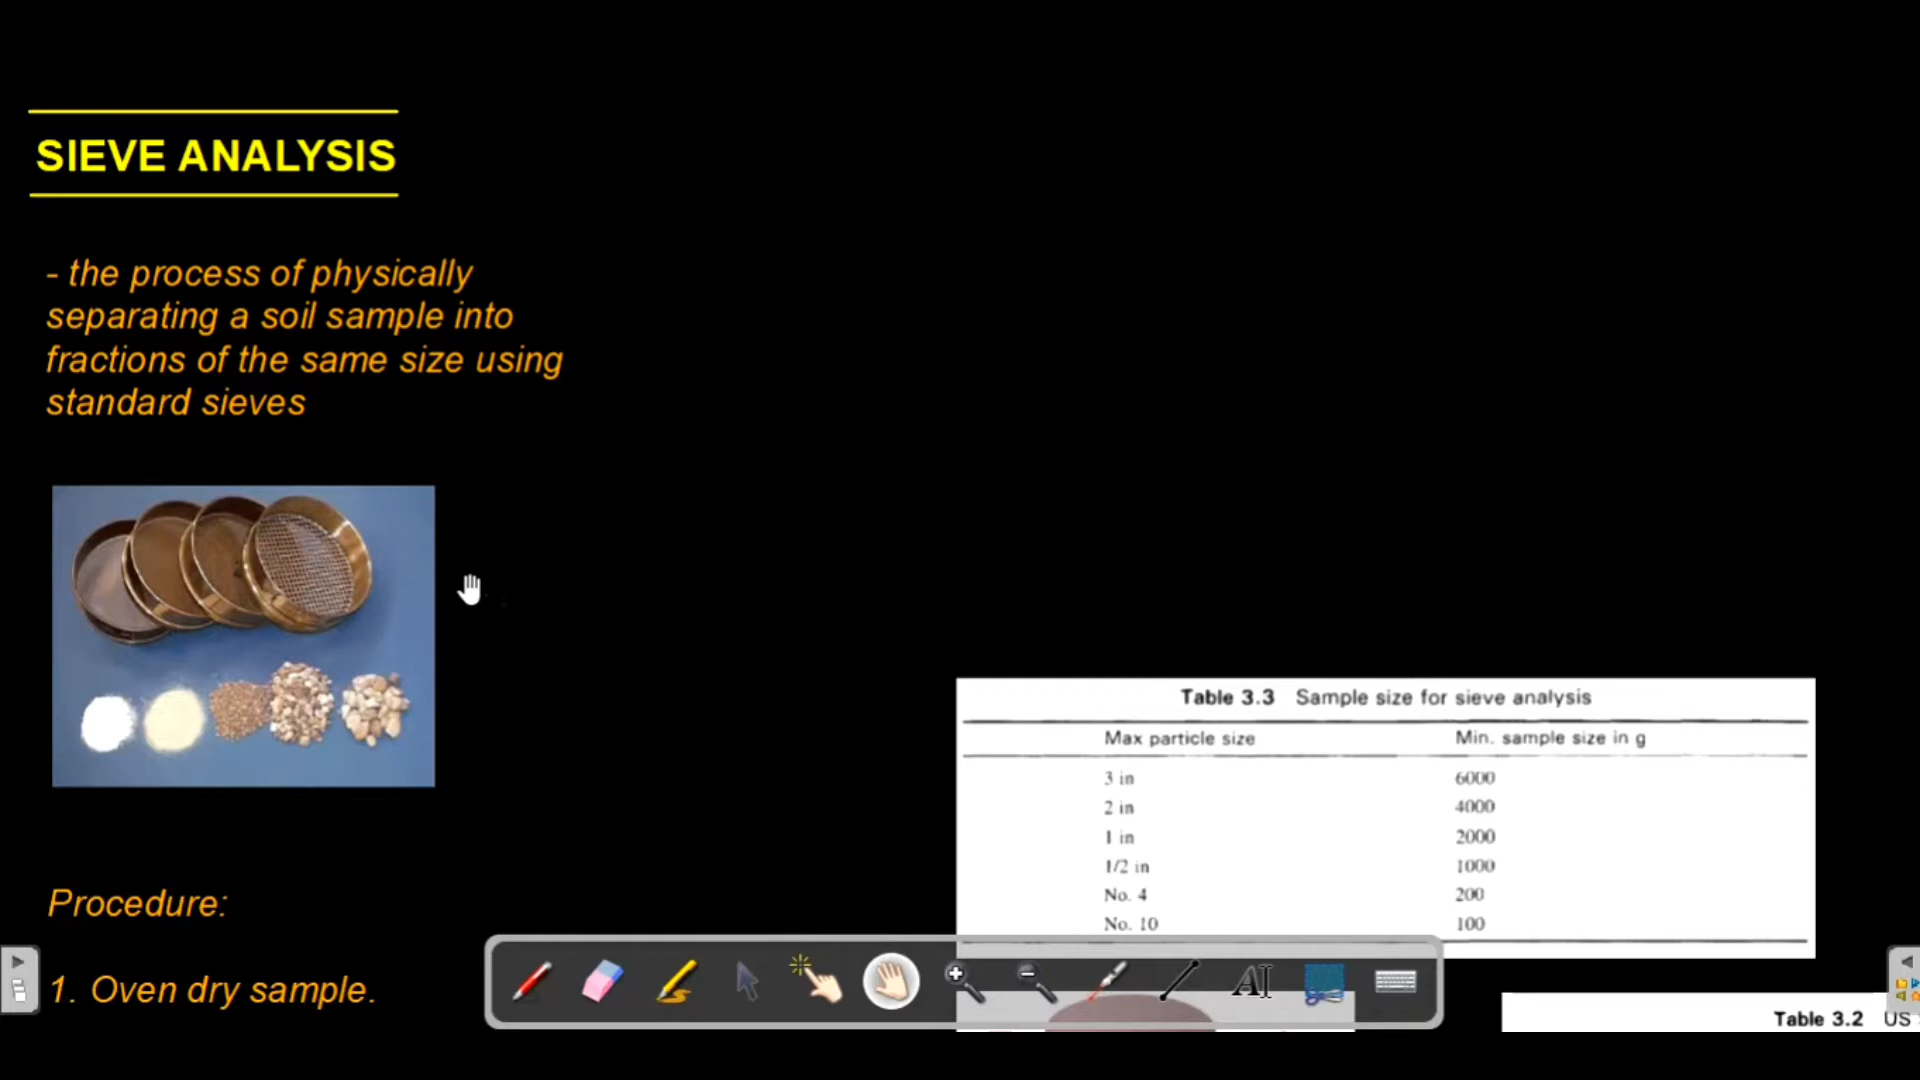 SIEVE ANALYSIS
- the process of physically
separating a soil sample into
fractions of the same size using
standard sieves
Procedure:
1. Oven dry sample.
Table 3.3 Sample size for sieve analysis
Max particle size Min. sample size in g
3 in 6000
2 in 4000
1 in 2000
1/2 in 1000
No. 4 200
No. 10 100
AI
Table 3.2 US